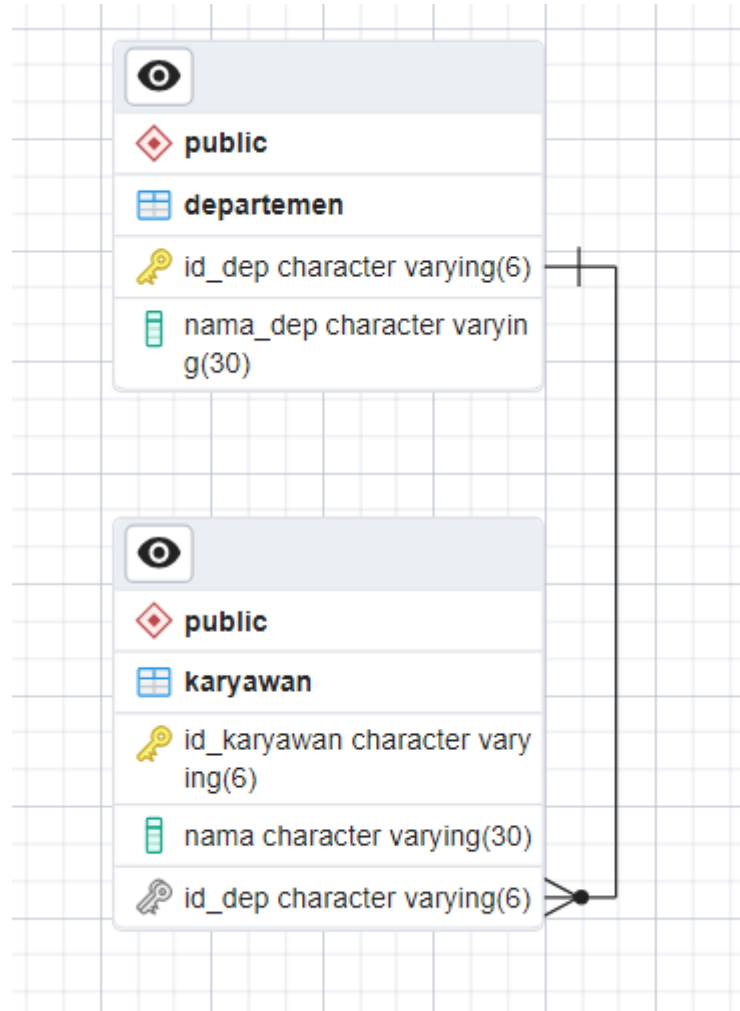 public
departemen
id_dep character varying(6)
nama_dep character varyin
g(30)
public
karyawan
id_karyawan character vary
ing(6)
nama character varying(30)
id_dep character varying(6)